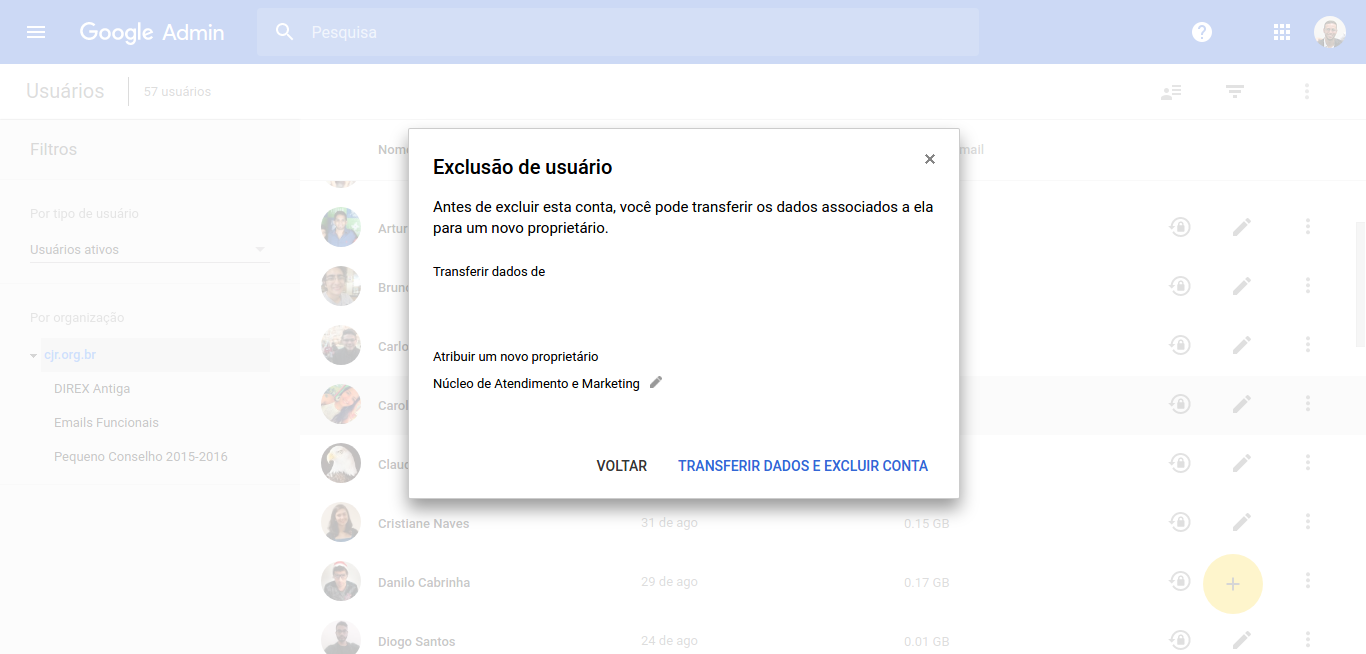 Google Admin
Pesquisa
Usuários
57 usuários
Filtros
Por tipo de usuário
Usuários ativos
Por organização
cjr.org.br
DIREX Antiga
Emails Funcionais
Pequeno Conselho 2015-2016
Exclusão de usuário
×
Antes de excluir esta conta, você pode transferir os dados associados a ela
para um novo proprietário.
Transferir dados de
Atribuir um novo proprietário
Núcleo de Atendimento e Marketing
VOLTAR TRANSFERIR DADOS E EXCLUIR CONTA
Nome
mail
Artur
Bruno
Carlo
Carol
Claud
Cristiane Naves 31 de ago 0.15 GB
Danilo Cabrinha 29 de ago 0.17 GB
Diogo Santos 24 de ago 0.01 GB